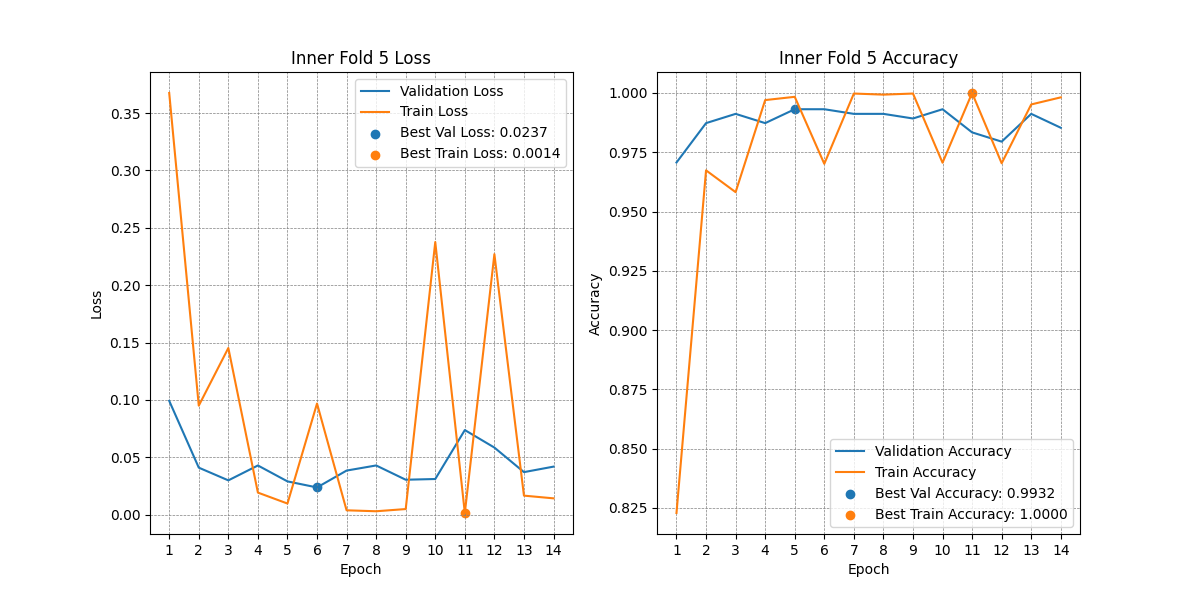 Inner Fold 5 Loss
Validation Loss
Train Loss
Best Val Loss: 0.0237
Best Train Loss: 0.0014
0.35
0.30
0.25
0.20
0.15
0.10
0.05
0.00
Loss
1 2 3 4 5 6 7 8 9 10 11 12 13 14
Epoch
Inner Fold 5 Accuracy
1.000
0.975
0.950
0.925
0.900
0.875
0.850
0.825
Accuracy
Validation Accuracy
Train Accuracy
Best Val Accuracy: 0.9932
Best Train Accuracy: 1.0000
1 2 3 4 5 6 7 8 9 10 11 12 13 14
Epoch